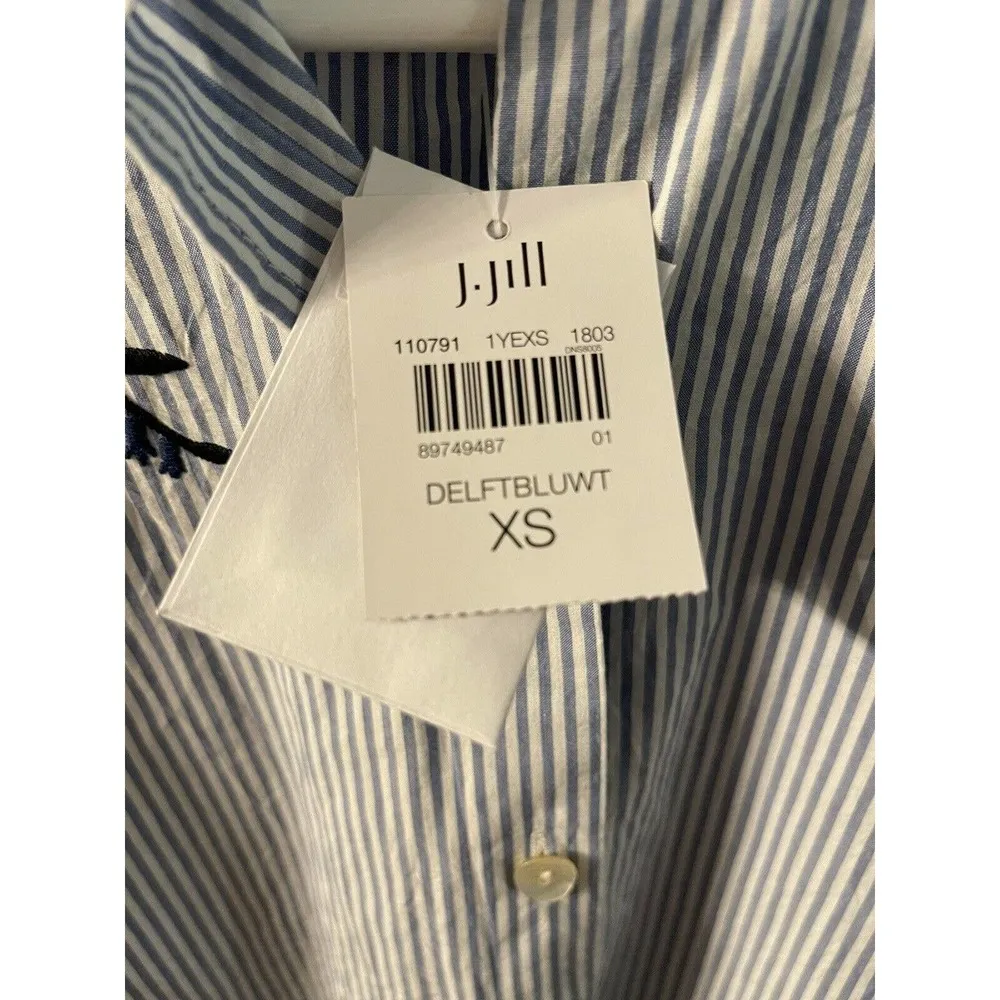 J.Jill
110791 1YEXS 1803
DNS8005
89749487 01
DELFTBLUWT
XS